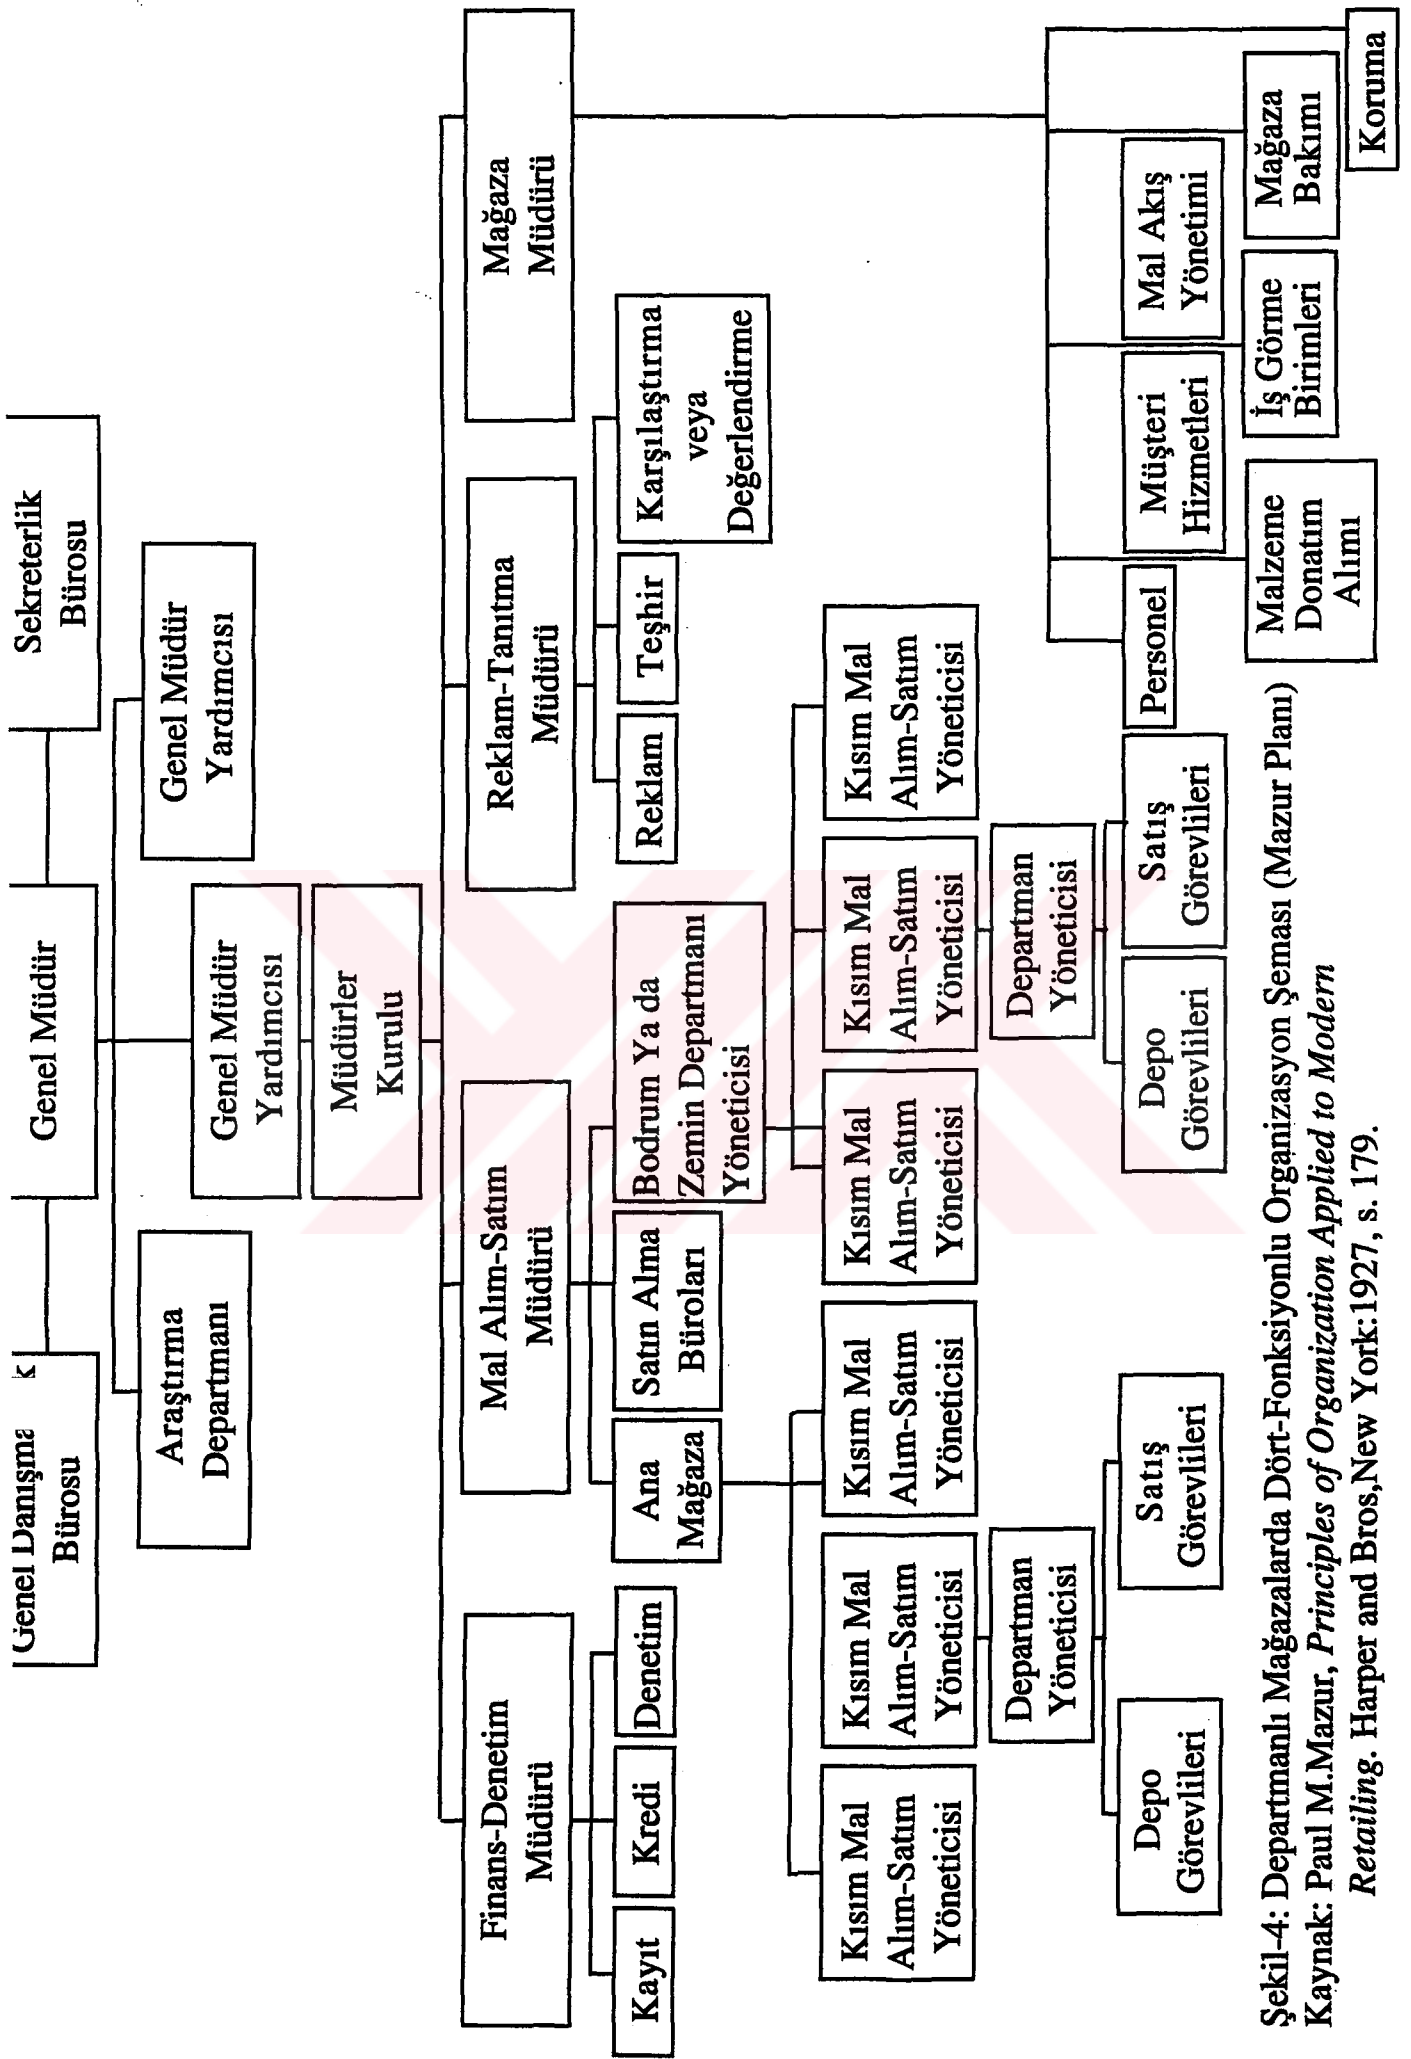 Genel Danışma k
Bürosu
Genel Müdür
Sekreterlik
Bürosu
Araştırma
Departmanı
Genel Müdür
Yardımcısı
Genel Müdür
Yardımcısı
Müdürler
Kurulu
Finans-Denetim
Müdürü
Mal Alım-Satım
Müdürü
Reklam-Tanıtma
Müdürü
Mağaza
Müdürü
Kayıt
Kredi
Denetim
Ana
Mağaza
Satın Alma
Büroları
Bodrum Ya da
Zemin Departmanı
Yöneticisi
Reklam
Teşhir
Karşılaştırma
veya
Değerlendirme
Kısım Mal
Alım-Satım
Yöneticisi
Kısım Mal
Alım-Satım
Yöneticisi
Kısım Mal
Alım-Satım
Yöneticisi
Kısım Mal
Alım-Satım
Yöneticisi
Kısım Mal
Alım-Satım
Yöneticisi
Kısım Mal
Alım-Satım
Yöneticisi
Departman
Yöneticisi
Departman
Yöneticisi
Depo
Görevlileri
Satış
Görevlileri
Depo
Görevlileri
Satış
Görevlileri
Personel
Müşteri
Hizmetleri
Mal Akış
Yönetimi
Malzeme
Donatım
Alımı
İş Görme
Birimleri
Mağaza
Bakımı
Koruma
Şekil-4: Departmanlı Mağazalarda Dört-Fonksiyonlu Organizasyon Şeması (Mazur Planı)
Kaynak: Paul M.Mazur, Principles of Organization Applied to Modern
Retailing. Harper and Bros,New York:1927, s. 179.